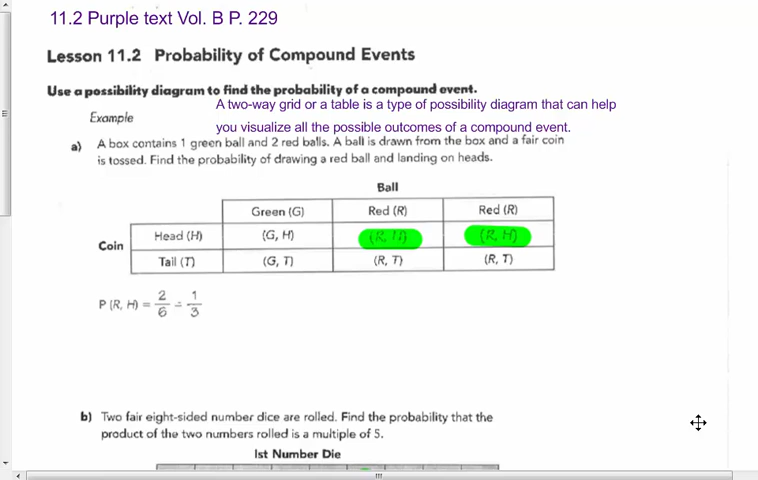 11.2 Purple text Vol. B P. 229
Lesson 11.2 Probability of Compound Events
Use a possibility diagram to find the probability of a compound event.
A two-way grid or a table is a type of possibility diagram that can help
Example
you visualize all the possible outcomes of a compound event.
a) A box contains 1 green ball and 2 red balls. A ball is drawn from the box and a fair coin
is tossed. Find the probability of drawing a red ball and landing on heads.
Ball
Green (G) Red (R) Red (R)
Coin
Head (H) (G, H) (R, H) (R, H)
Tail (T) (G, T) (R, T) (R, T)
P (R, H) = 2/6 = 1/3
b) Two fair eight-sided number dice are rolled. Find the probability that the
product of the two numbers rolled is a multiple of 5.
1st Number Die